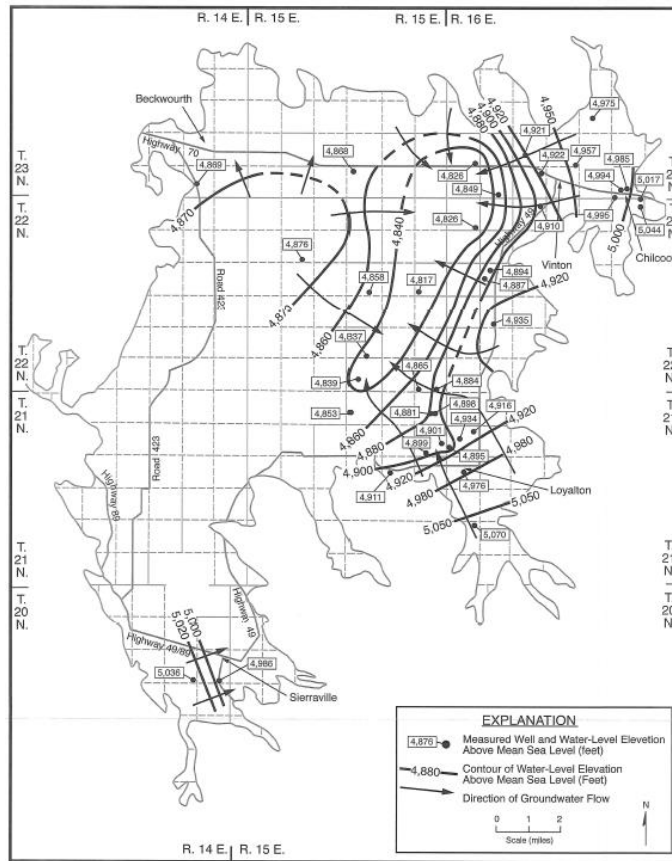 R. 14 E. R. 15 E.
R. 15 E. R. 16 E.
Beckwourth
Highway 70
4,869
4,868
4,826
4,849
4,826
4,880
4,900
4,920
4,921
4,950
4,922
4,975
4,957
4,985
4,994
5,017
4,995
5,044
5,000
Chilcoot
4,910
Vinton
Highway 49
T.
23
N.
T.
22
N.
4,870
4,876
4,840
4,858
4,817
4,894
4,887
4,920
4,935
4,860
Road 423
4,837
4,839
4,865
4,884
4,853
4,881
4,898
4,916
4,934
4,901
4,899
4,920
4,980
4,895
4,976
Loyalton
4,860
4,880
4,900
4,911
4,920
4,980
5,050
5,050
5,070
T.
22
N.
T.
21
N.
Road 423
Highway 89
T.
21
N.
T.
20
N.
Highway 49
5,000
5,020
Highway 49/89
5,036
4,986
Sierraville
EXPLANATION
4,876 Measured Well and Water-Level Elevation
Above Mean Sea Level (feet)
4,880 Contour of Water-Level Elevation
Above Mean Sea Level (Feet)
Direction of Groundwater Flow
N
0 1 2
Scale (miles)
R. 14 E. R. 15 E.